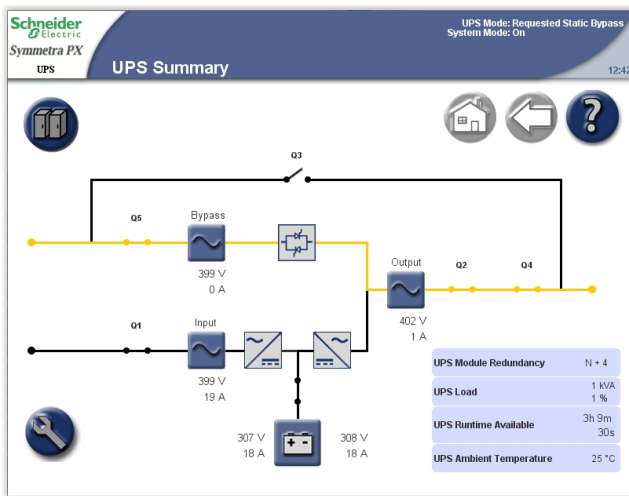 Schneider
Electric
Symmetra PX
UPS
UPS Summary
UPS Mode: Requested Static Bypass
System Mode: On
12:42
?
Q3
Q5
Bypass
399 V
0 A
Output
402 V
1 A
Q2
Q4
Q1
Input
399 V
19 A
307 V
18 A
308 V
18 A
UPS Module Redundancy N + 4
UPS Load 1 kVA
1 %
UPS Runtime Available 3h 9m
30s
UPS Ambient Temperature 25 °C